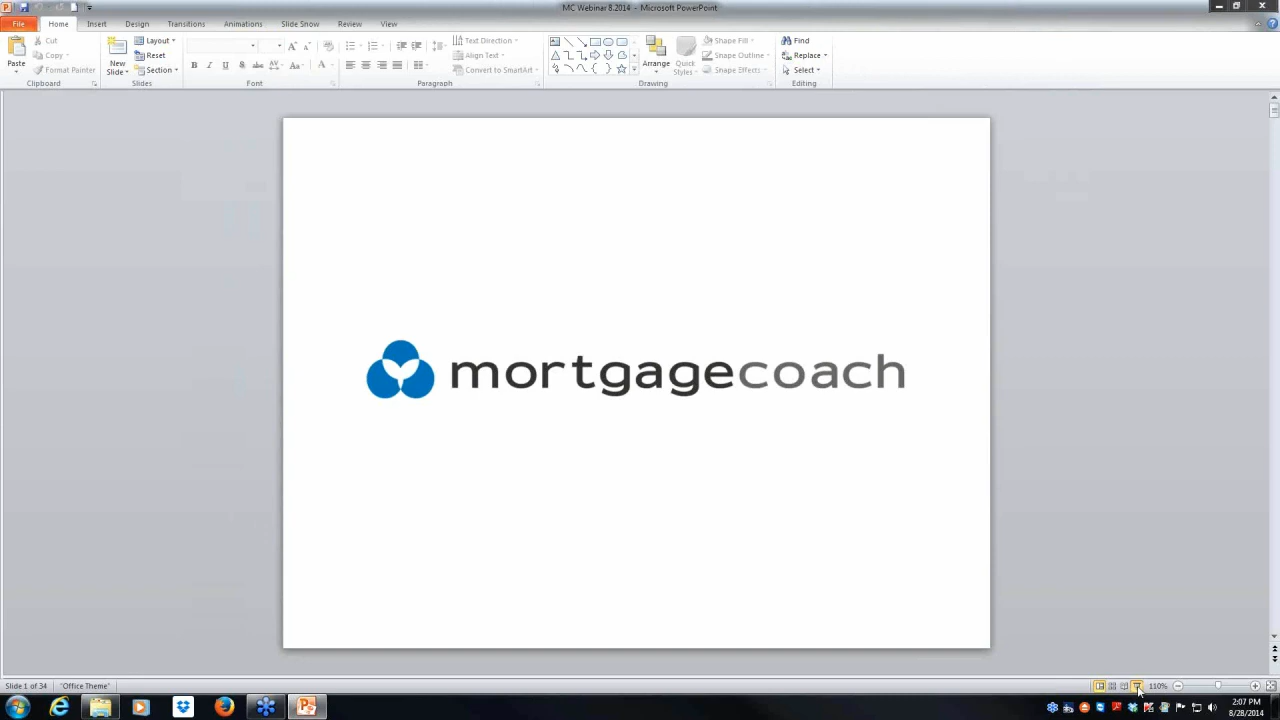 MC Webinar 8.2014 - Microsoft PowerPoint
File Home Insert Design Transitions Animations Slide Show Review View
Paste
Cut
Copy
Format Painter
Clipboard
New
Slide
Layout
Reset
Section
Slides
B I U S abc AV Aa A
Font
Text Direction
Align Text
Convert to SmartArt
Paragraph
Arrange
Quick
Styles
Shape Fill
Shape Outline
Shape Effects
Drawing
Find
Replace
Select
Editing
mortgagecoach
Slide 1 of 34 "Office Theme" 110%
2:07 PM
8/28/2014